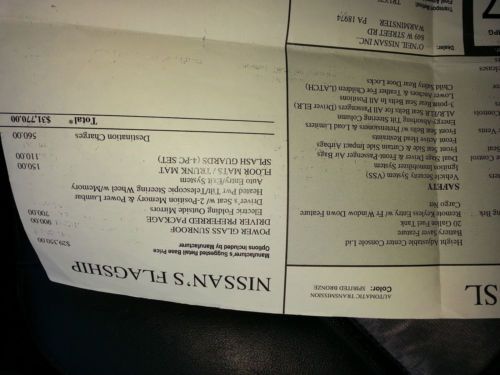 SL
AUTOMATIC TRANSMISSION
Color: SPIRITED BRONZE
Height Adjustable Center Console Lid
Battery Saver Feature
20 Gallon Fuel Tank
Remote Keyless Entry w/ Fr Window Down Feature
Net Cargo
SAFETY
Vehicle Security System (VSS)
Ignition Immobilizer System
Dual Stage Driver & Front Passenger Air Bags
Front Seat Side & Curtain Side Impact Airbags
Front Seat Active Head Restraints
Front Seat Belts w/ Pretensioners & Load Limiters
Energy-Absorbing Tilt Steering Column
ALR/ELR Seat Belts for All Passengers (Driver ELR)
3-point Seat Belts In All Positions
Lower Anchors & Tether For Children (LATCH)
Child Safety Rear Door Locks
Dealer:
O'NEIL NISSAN INC.
849 W STREET RD
WARMINSTER PA 18974
TRUCK
NISSAN'S FLAGSHIP
Manufacturer's Suggested Retail Base Price $29,350.00
Options Included by Manufacturer
POWER GLASS SUNROOF 900.00
DRIVER PREFERRED PACKAGE 700.00
Electric Folding Outside Mirrors
Driver's Seat w/ 2-Position Memory & Power Lumbar
Heated Pwr Tilt/Telescope Steering Wheel w/Memory
Auto Entry/Exit System
FLOOR MATS / TRUNK MAT 150.00
SPLASH GUARDS (4-PC SET) 110.00
Destination Charges 560.00
Total* $31,770.00